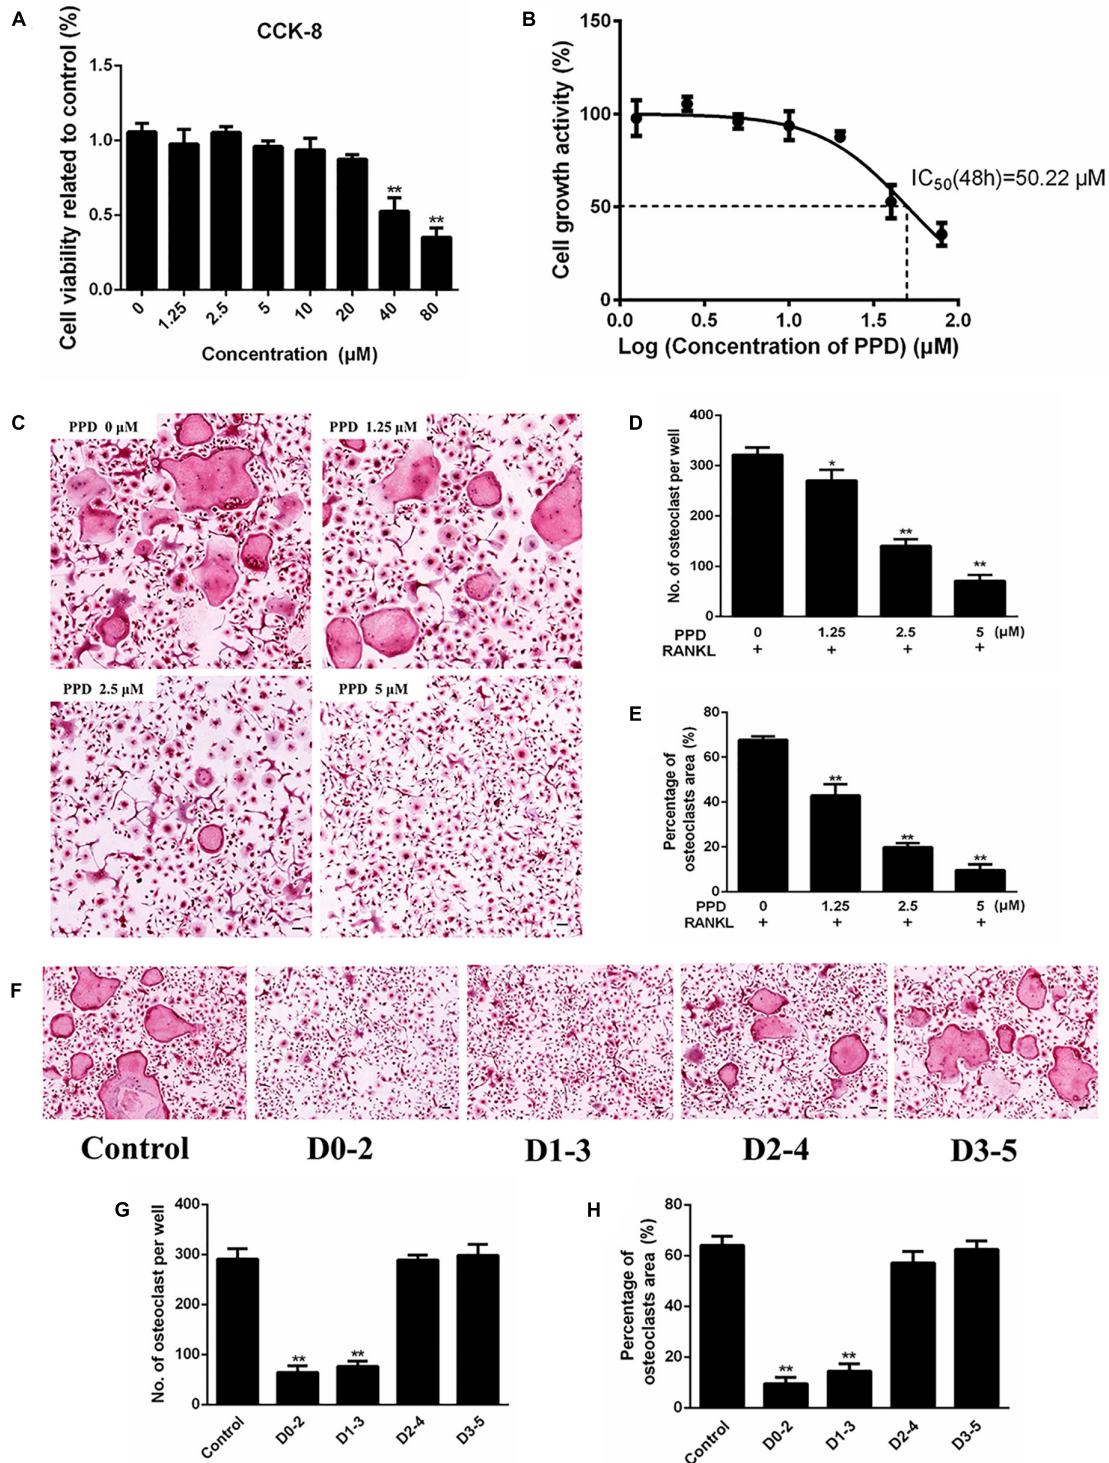 A
CCK-8
Cell viability related to control (%)
1.5
1.0
0.5
0.0
0 1.25 2.5 5 10 20 40 80
** **
Concentration (μM)
B
Cell growth activity (%)
150
100
50
0
IC50(48h)=50.22 μM
0.0 0.5 1.0 1.5 2.0
Log (Concentration of PPD) (μM)
C
PPD 0 μM
PPD 1.25 μM
PPD 2.5 μM
PPD 5 μM
D
No. of osteoclast per well
400
300
200
100
0
* ** **
PPD 0 1.25 2.5 5 (μM)
RANKL + + + +
E
Percentage of
osteoclasts area (%)
80
60
40
20
0
** ** **
PPD 0 1.25 2.5 5 (μM)
RANKL + + + +
F
Control D0-2 D1-3 D2-4 D3-5
G
No. of osteoclast per well
400
300
200
100
0
** **
Control D0-2 D1-3 D2-4 D3-5
H
Percentage of
osteoclasts area (%)
80
60
40
20
0
** **
Control D0-2 D1-3 D2-4 D3-5